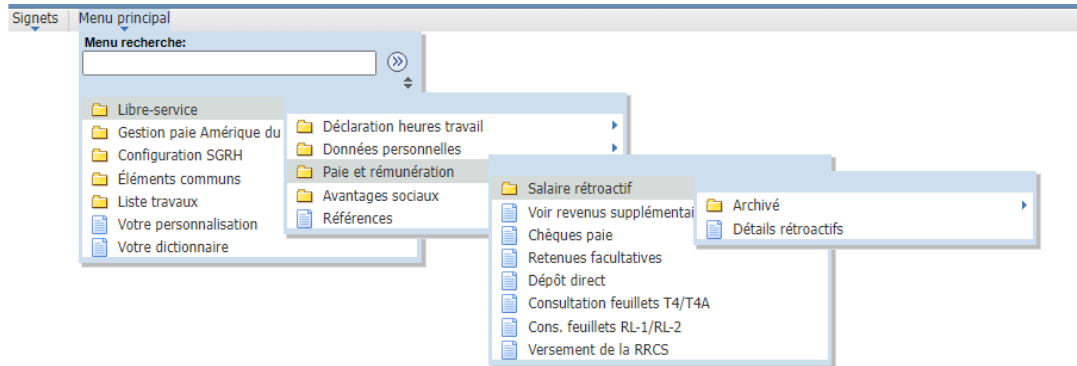 Signets
Menu principal
Menu recherche:
Libre-service
Gestion paie Amérique du
Configuration SGRH
Éléments communs
Liste travaux
Votre personnalisation
Votre dictionnaire
Déclaration heures travail
Données personnelles
Paie et rémunération
Avantages sociaux
Références
Salaire rétroactif
Voir revenus supplémentai
Chèques paie
Retenues facultatives
Dépôt direct
Consultation feuillets T4/T4A
Cons. feuillets RL-1/RL-2
Versement de la RRCS
Archivé
Détails rétroactifs